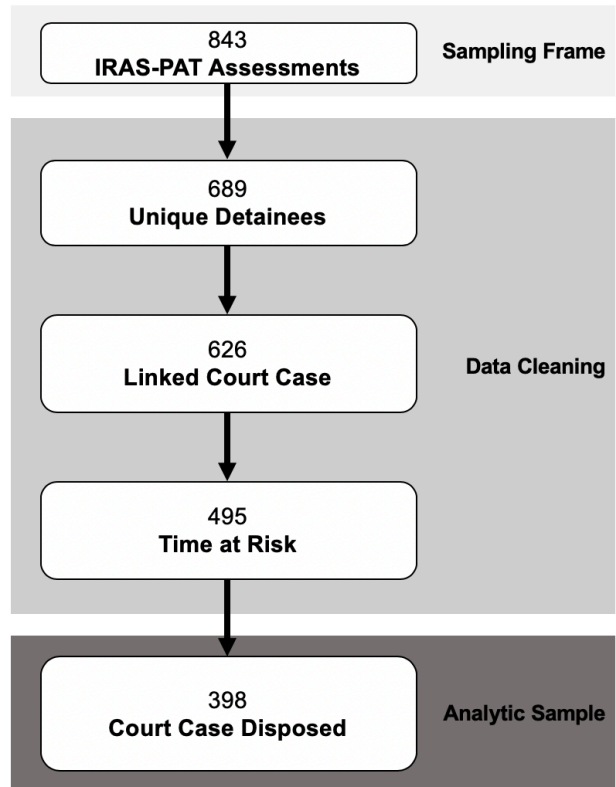 843
IRAS-PAT Assessments
Sampling Frame
689
Unique Detainees
626
Linked Court Case
Data Cleaning
495
Time at Risk
398
Court Case Disposed
Analytic Sample